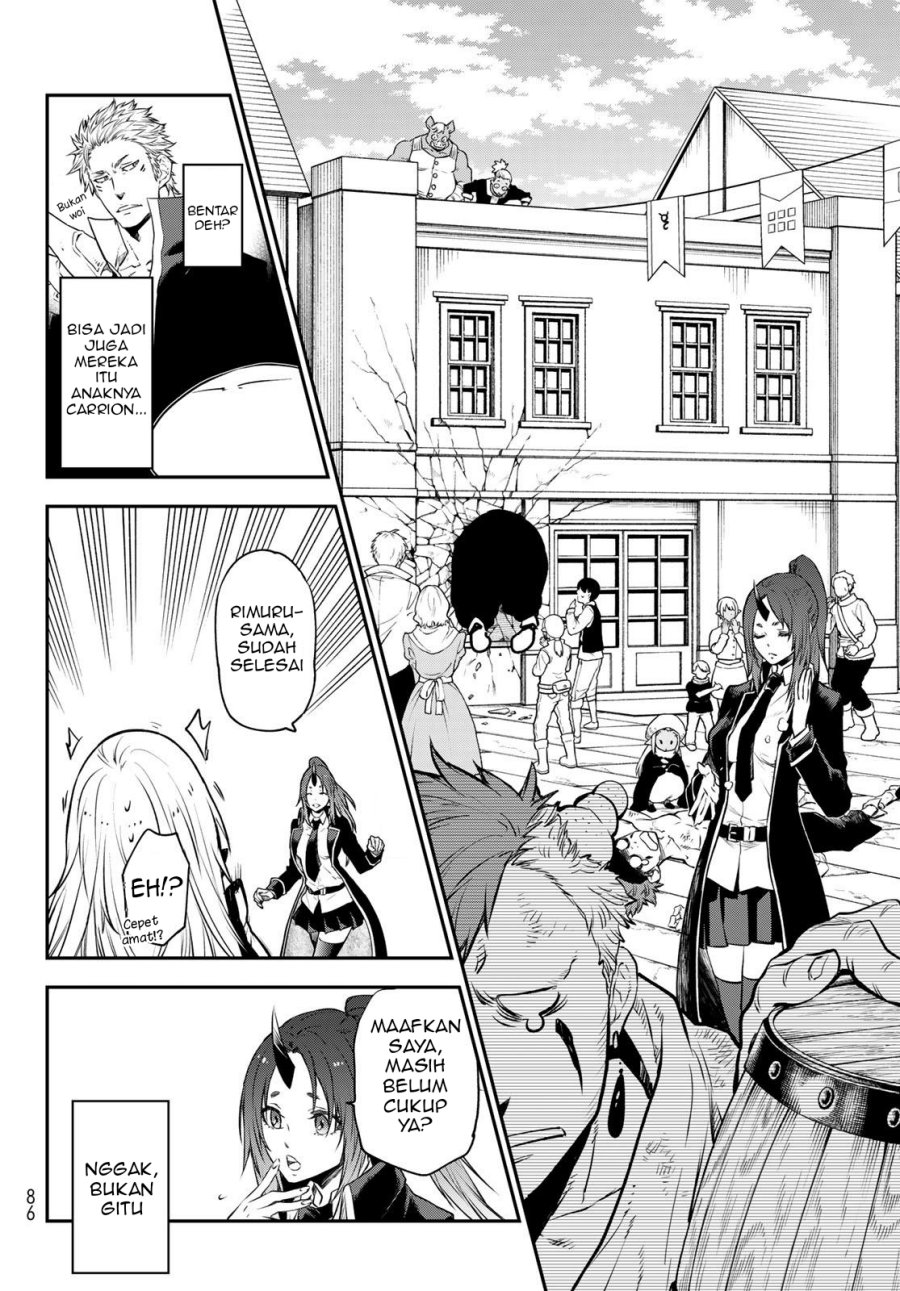 BENTAR
DEH?
Bukan
woi
BISA JADI
JUGA
MEREKA
ITU
ANAKNYA
CARRION...
RIMURU-
SAMA,
SUDAH
SELESAI
EH!?
Cepet
amat!?
MAAFKAN
SAYA,
MASIH
BELUM
CUKUP
YA?
NGGAK,
BUKAN
GITU
86